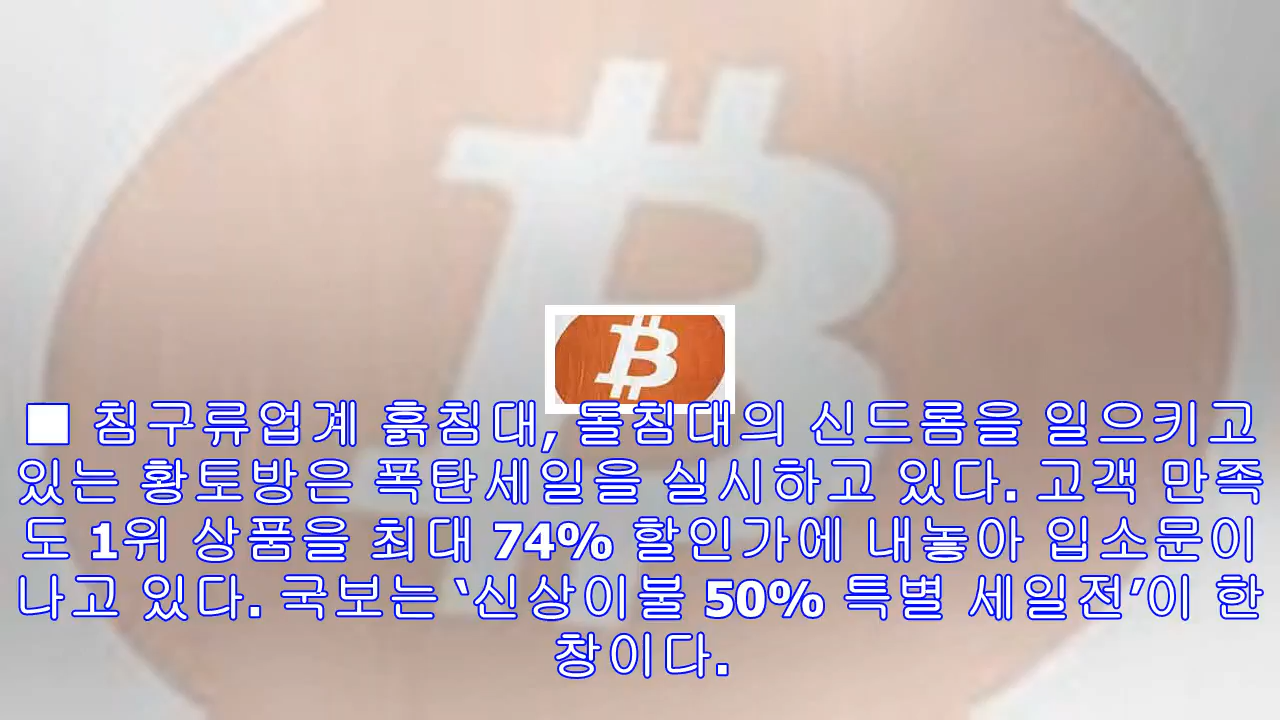 ■ 침구류업계 흙침대, 돌침대의 신드롬을 일으키고
있는 황토방은 폭탄세일을 실시하고 있다. 고객 만족
도 1위 상품을 최대 74% 할인가에 내놓아 입소문이
나고 있다. 국보는 ‘신상이불 50% 특별 세일전’이 한
창이다.